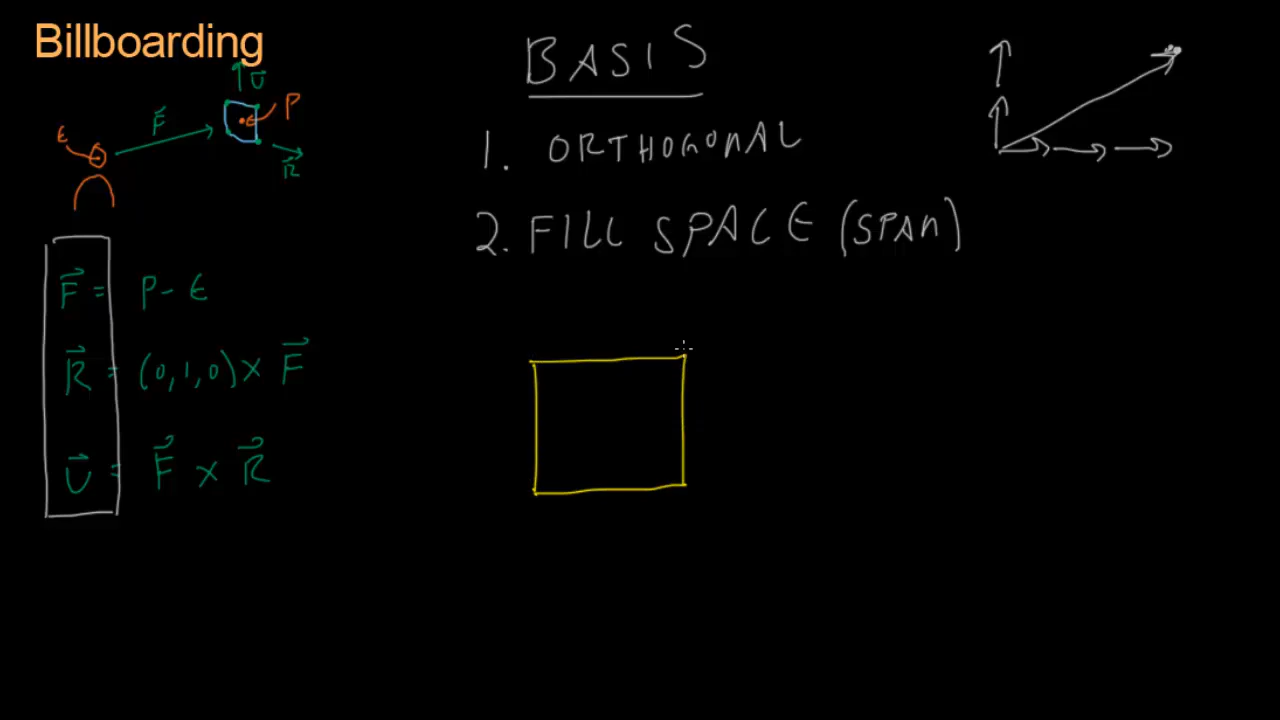 Billboarding
BASIS
U
F
P
E
R
1. ORTHOGONAL
2. FILL SPACE (SPAN)
F = P - E
R = (0,1,0) × F
U = F × R